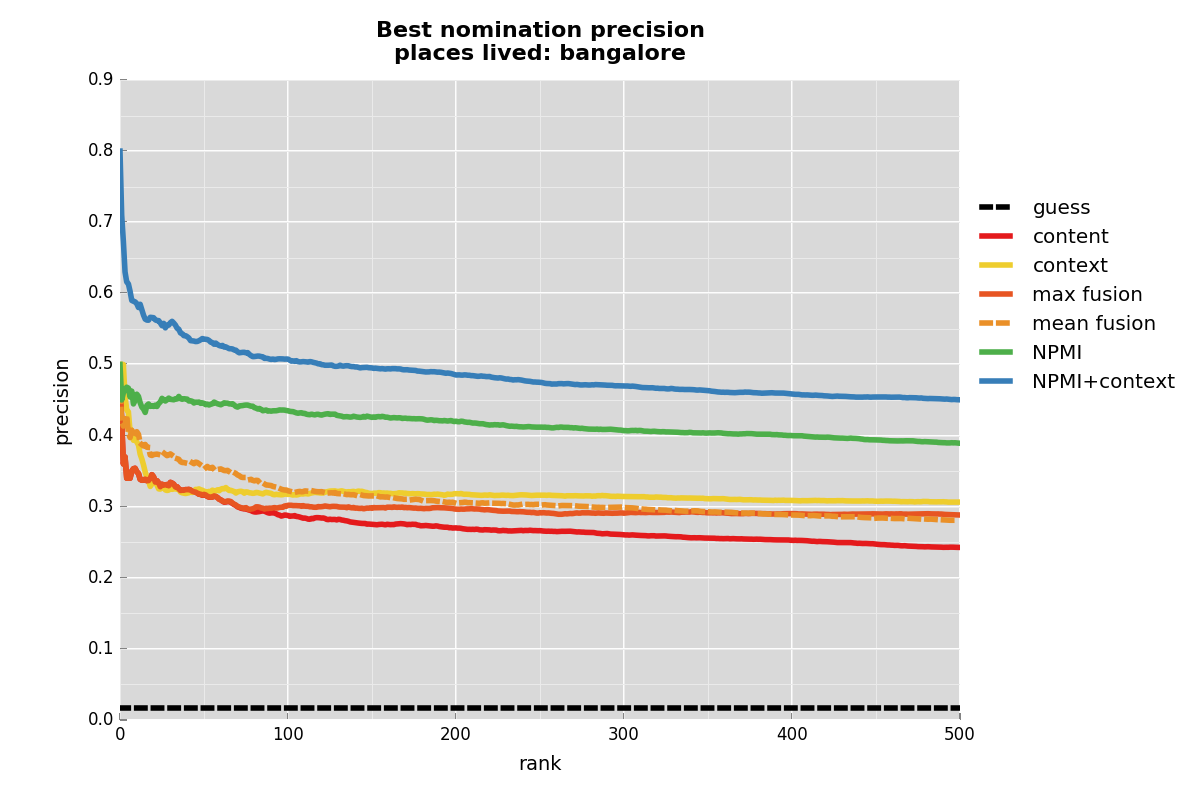 Best nomination precision
places lived: bangalore
0.9
0.8
0.7
0.6
0.5
0.4
0.3
0.2
0.1
0.0
precision
0
100
200
300
400
500
rank
guess
content
context
max fusion
mean fusion
NPMI
NPMI+context